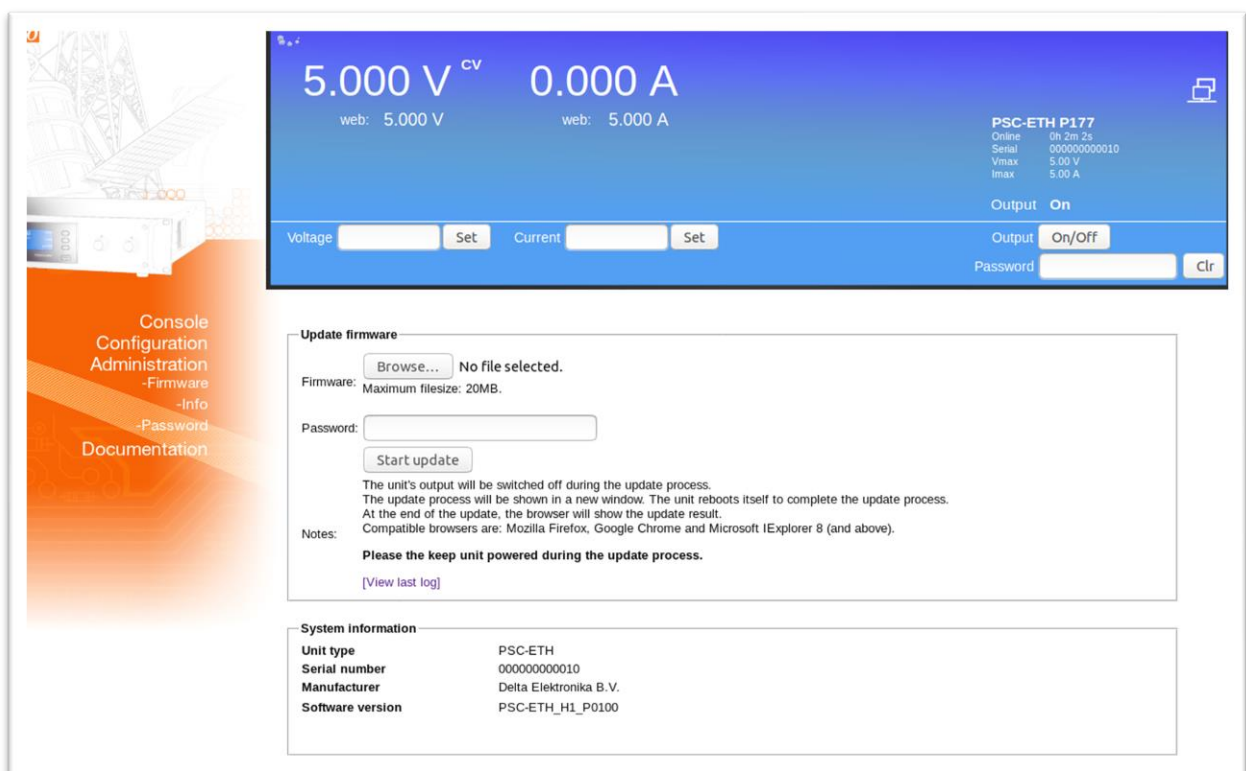 5.000 V CV 0.000 A
web: 5.000 V web: 5.000 A
PSC-ETH P177
Online 0h 2m 2s
Serial 000000000010
Vmax 5.00 V
Imax 5.00 A
Output On
Voltage Set Current Set Output On/Off
Password Clr
Console
Configuration
Administration
-Firmware
-Info
-Password
Documentation
Update firmware
Firmware: Browse... No file selected.
Maximum filesize: 20MB.
Password:
Start update
The unit's output will be switched off during the update process.
The update process will be shown in a new window. The unit reboots itself to complete the update process.
At the end of the update, the browser will show the update result.
Notes: Compatible browsers are: Mozilla Firefox, Google Chrome and Microsoft IExplorer 8 (and above).
Please the keep unit powered during the update process.
[View last log]
System information
Unit type PSC-ETH
Serial number 000000000010
Manufacturer Delta Elektronika B.V.
Software version PSC-ETH_H1_P0100